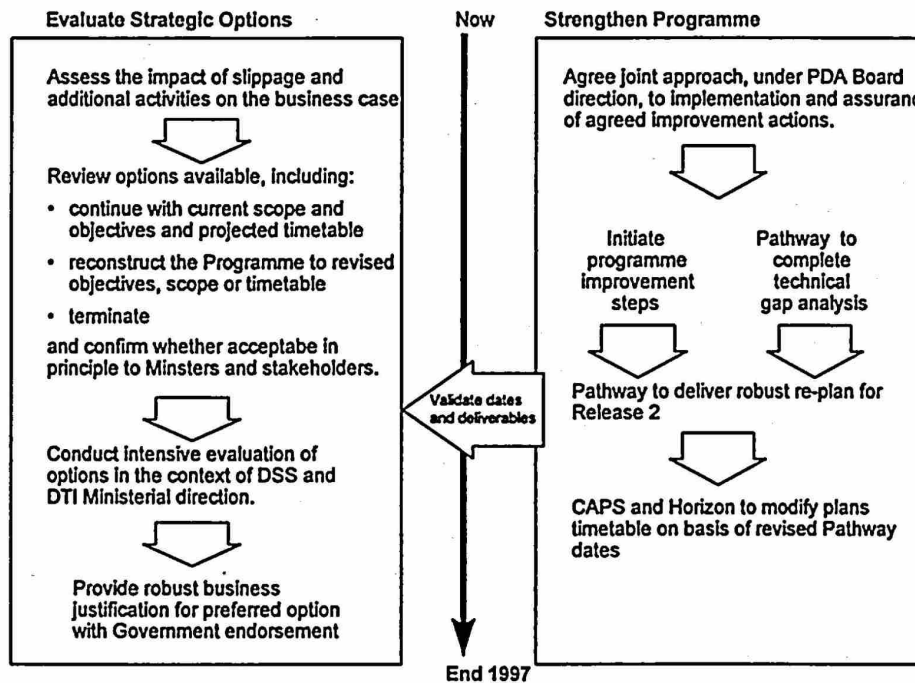 Evaluate Strategic Options
Assess the impact of slippage and
additional activities on the business case
Review options available, including:
• continue with current scope and
objectives and projected timetable
• reconstruct the Programme to revised
objectives, scope or timetable
• terminate
and confirm whether acceptabe in
principle to Minsters and stakeholders.
Conduct intensive evaluation of
options in the context of DSS and
DTI Ministerial direction.
Provide robust business
justification for preferred option
with Government endorsement
Now
Validate dates
and deliverables
End 1997
Strengthen Programme
Agree joint approach, under PDA Board
direction, to implementation and assuranc
of agreed improvement actions.
Initiate
programme
improvement
steps
Pathway to
complete
technical
gap analysis
Pathway to deliver robust re-plan for
Release 2
CAPS and Horizon to modify plans
timetable on basis of revised Pathway
dates